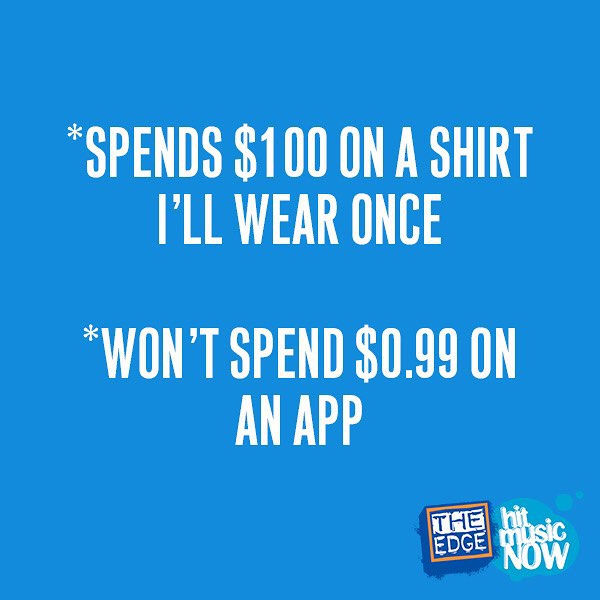 *SPENDS $100 ON A SHIRT
I'LL WEAR ONCE
*WON'T SPEND $0.99 ON
AN APP
THE
EDGE
hit
music
NOW